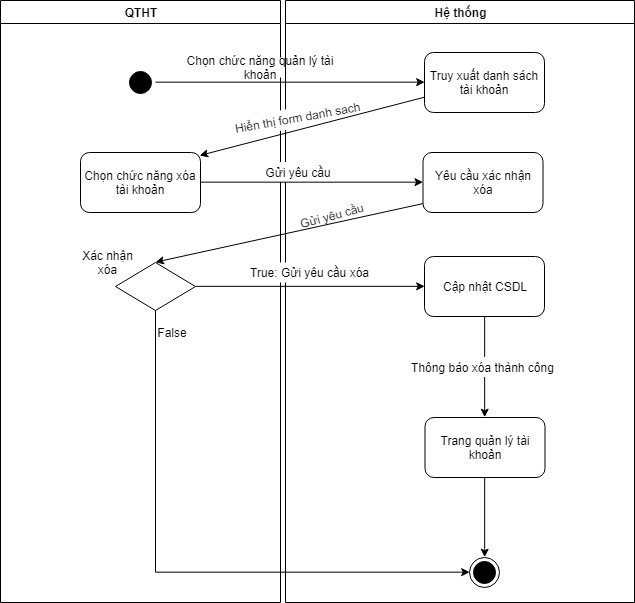 QTHT
Hệ thống
Chọn chức năng quản lý tài
khoản
Truy xuất danh sách
tài khoản
Hiển thị form danh sach
Chọn chức năng xóa
tài khoản
Gửi yêu cầu
Yêu cầu xác nhận
xóa
Gửi yêu cầu
Xác nhận
xóa
True: Gửi yêu cầu xóa
Cập nhật CSDL
False
Thông báo xóa thành công
Trang quản lý tài
khoản